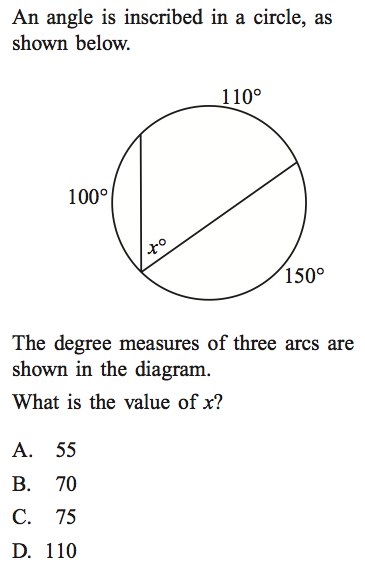 An angle is inscribed in a circle, as
shown below.
110°
100°
x°
150°
The degree measures of three arcs are
shown in the diagram.
What is the value of x?
A. 55
B. 70
C. 75
D. 110